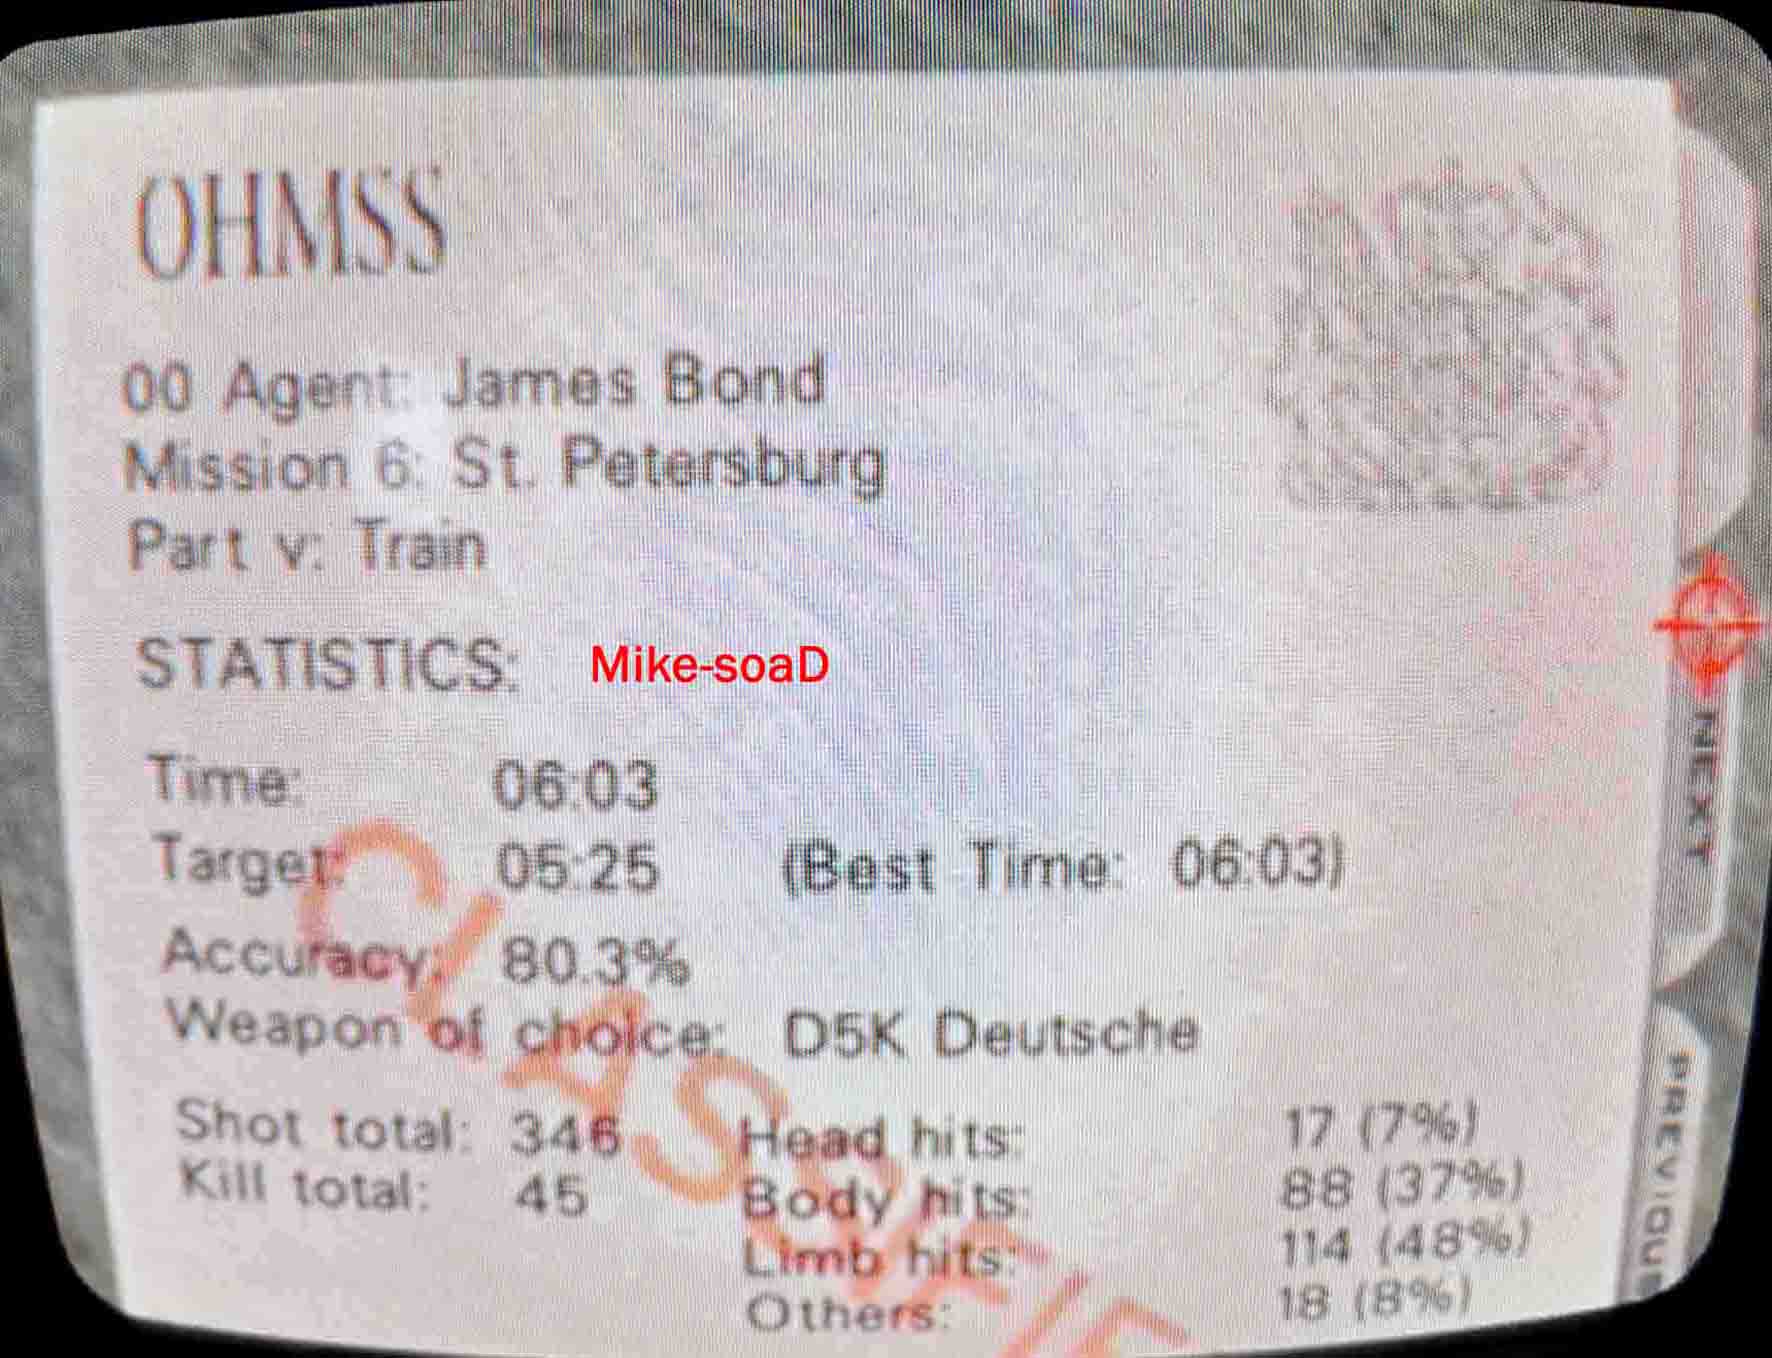 OHMSS
00 Agent: James Bond
Mission 6: St. Petersburg
Part v: Train
STATISTICS:
Mike-soaD
Time: 06:03
Target: 05:25 (Best Time: 06:03)
Accuracy: 80.3%
Weapon of choice: D5K Deutsche
Shot total: 346 Head hits: 17 (7%)
Kill total: 45 Body hits: 88 (37%)
Limb hits: 114 (48%)
Others: 18 (8%)
CLASSIFIE
NEXT
PREVIOUS